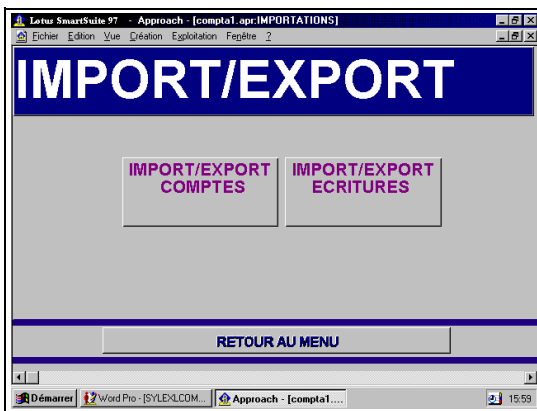 Lotus SmartSuite 97 - Approach - [compta1.apr:IMPORTATIONS]
Fichier Edition Vue Création Exploitation Fenêtre ?
IMPORT/EXPORT
IMPORT/EXPORT
COMPTES
IMPORT/EXPORT
ECRITURES
RETOUR AU MENU
Démarrer Word Pro - [SYLEXLCOM... Approach - [compta1.... 15:59